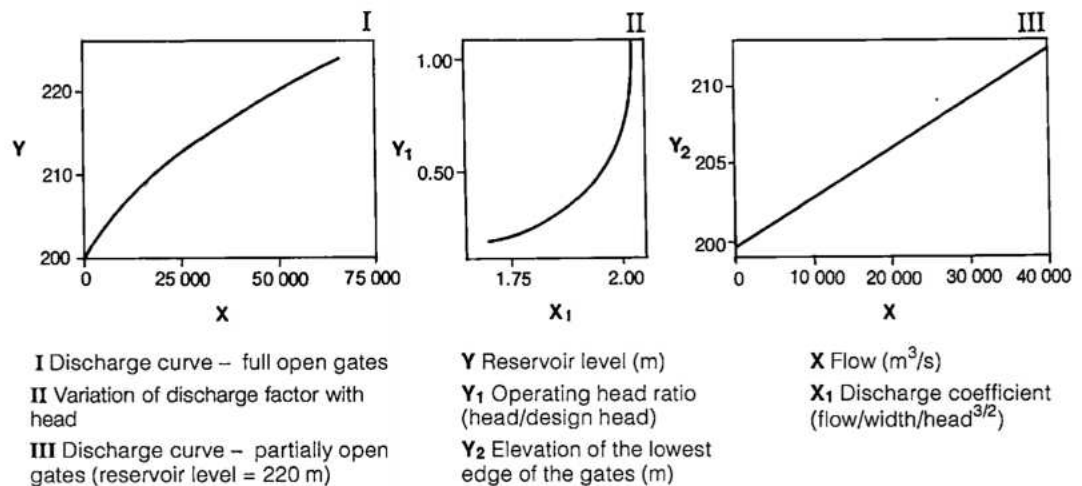 I
Y
220
210
200
0
25 000
50 000
75 000
X
II
Y1
1.00
0.50
1.75
2.00
X1
III
Y2
210
205
200
0
10 000
20 000
30 000
40 000
X
I Discharge curve – full open gates
II Variation of discharge factor with
head
III Discharge curve – partially open
gates (reservoir level = 220 m)
Y Reservoir level (m)
Y1 Operating head ratio
(head/design head)
Y2 Elevation of the lowest
edge of the gates (m)
X Flow (m³/s)
X1 Discharge coefficient
(flow/width/head^3/2)